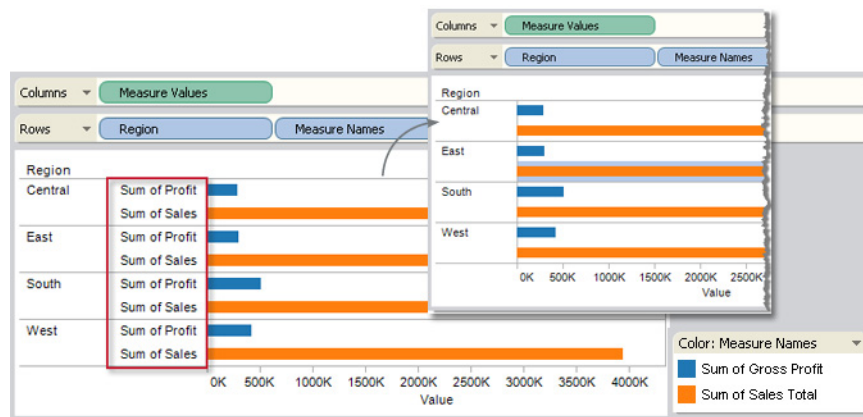 Columns Measure Values
Rows Region Measure Names
Region
Central Sum of Profit
Sum of Sales
East Sum of Profit
Sum of Sales
South Sum of Profit
Sum of Sales
West Sum of Profit
Sum of Sales
0K 500K 1000K 1500K 2000K 2500K 3000K 3500K 4000K
Value
Columns Measure Values
Rows Region Measure Names
Region
Central
East
South
West
0K 500K 1000K 1500K 2000K 2500K
Value
Color: Measure Names
Sum of Gross Profit
Sum of Sales Total